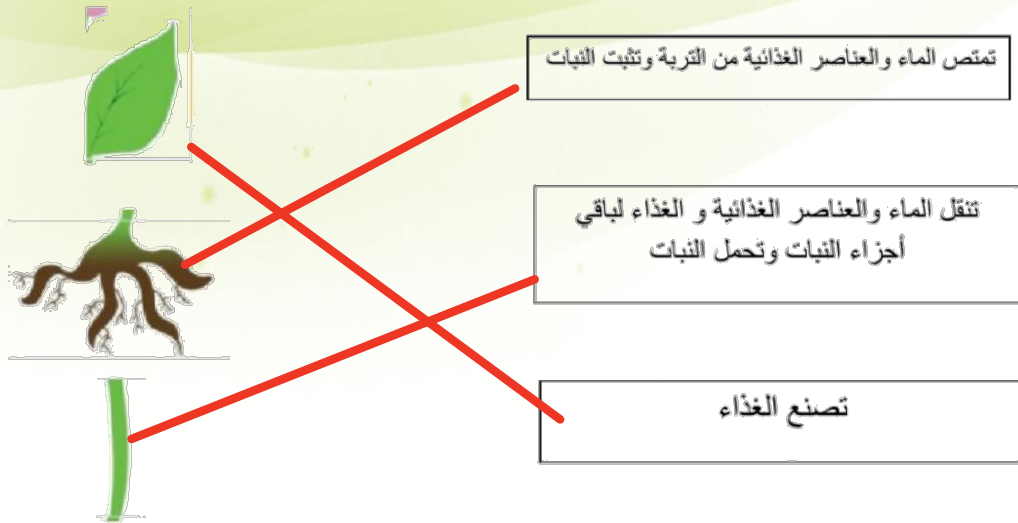 تمتص الماء والعناصر الغذائية من التربة وتثبت النبات
تنقل الماء والعناصر الغذائية و الغذاء لباقي
أجزاء النبات وتحمل النبات
تصنع الغذاء